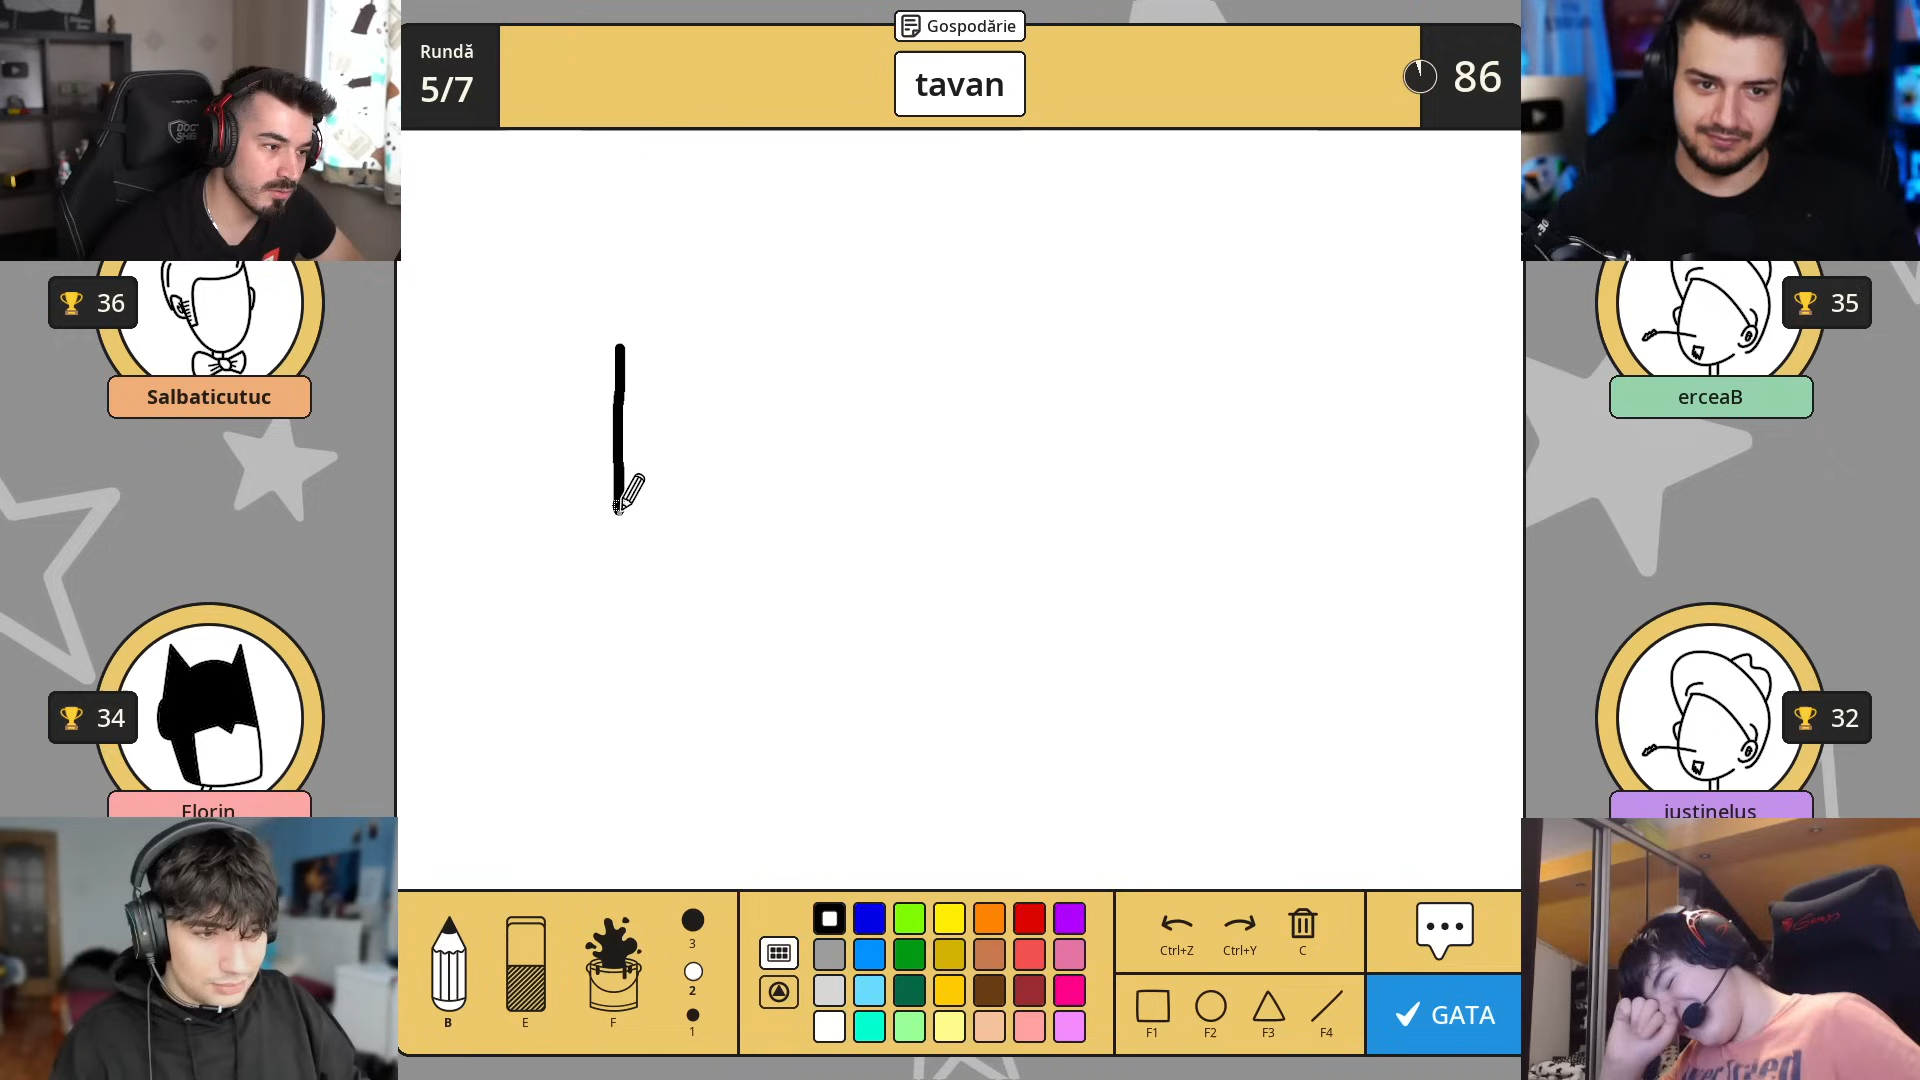 Gospodărie
Rundă
5/7
tavan
86
36
Salbaticutuc
35
erceaB
34
Florin
32
iustinelus
B
E
F
3
2
1
Ctrl+Z
Ctrl+Y
C
F1
F2
F3
F4
GATA